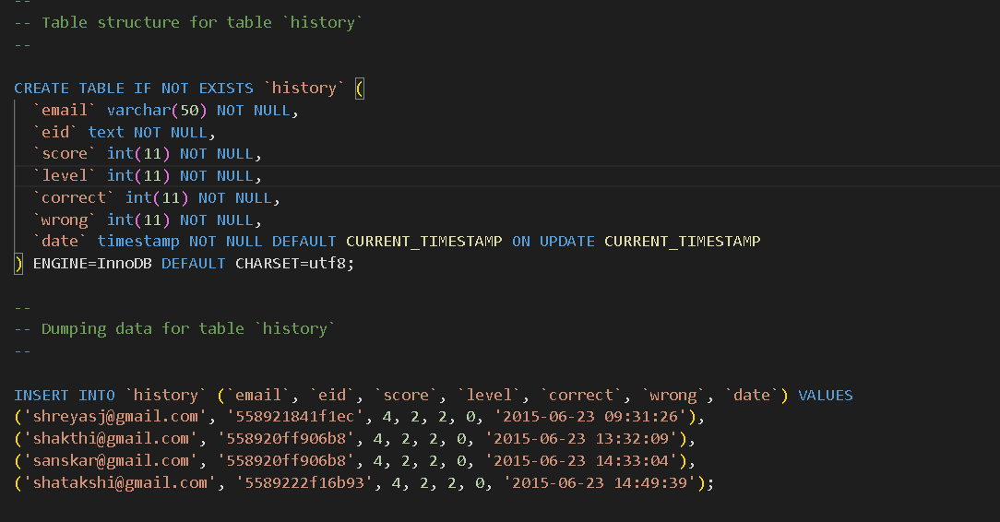 --
-- Table structure for table `history`
--
CREATE TABLE IF NOT EXISTS `history` (
`email` varchar(50) NOT NULL,
`eid` text NOT NULL,
`score` int(11) NOT NULL,
`level` int(11) NOT NULL,
`correct` int(11) NOT NULL,
`wrong` int(11) NOT NULL,
`date` timestamp NOT NULL DEFAULT CURRENT_TIMESTAMP ON UPDATE CURRENT_TIMESTAMP
) ENGINE=InnoDB DEFAULT CHARSET=utf8;
--
-- Dumping data for table `history`
--
INSERT INTO `history` (`email`, `eid`, `score`, `level`, `correct`, `wrong`, `date`) VALUES
('shreyasj@gmail.com', '558921841f1ec', 4, 2, 2, 0, '2015-06-23 09:31:26'),
('shakthi@gmail.com', '558920ff906b8', 4, 2, 2, 0, '2015-06-23 13:32:09'),
('sanskar@gmail.com', '558920ff906b8', 4, 2, 2, 0, '2015-06-23 14:33:04'),
('shatakshi@gmail.com', '5589222f16b93', 4, 2, 2, 0, '2015-06-23 14:49:39');